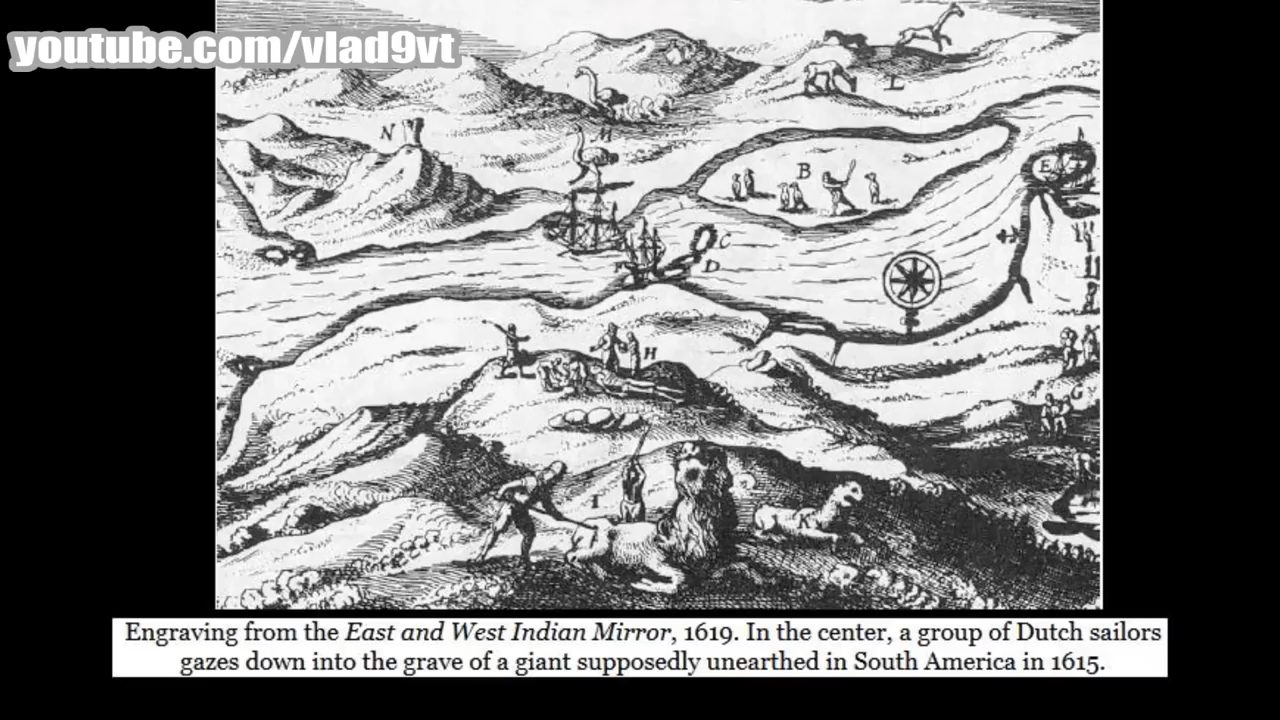 youtube.com/vlad9vt
L
N
H
B
E
C
D
H
I
Engraving from the East and West Indian Mirror, 1619. In the center, a group of Dutch sailors
gazes down into the grave of a giant supposedly unearthed in South America in 1615.